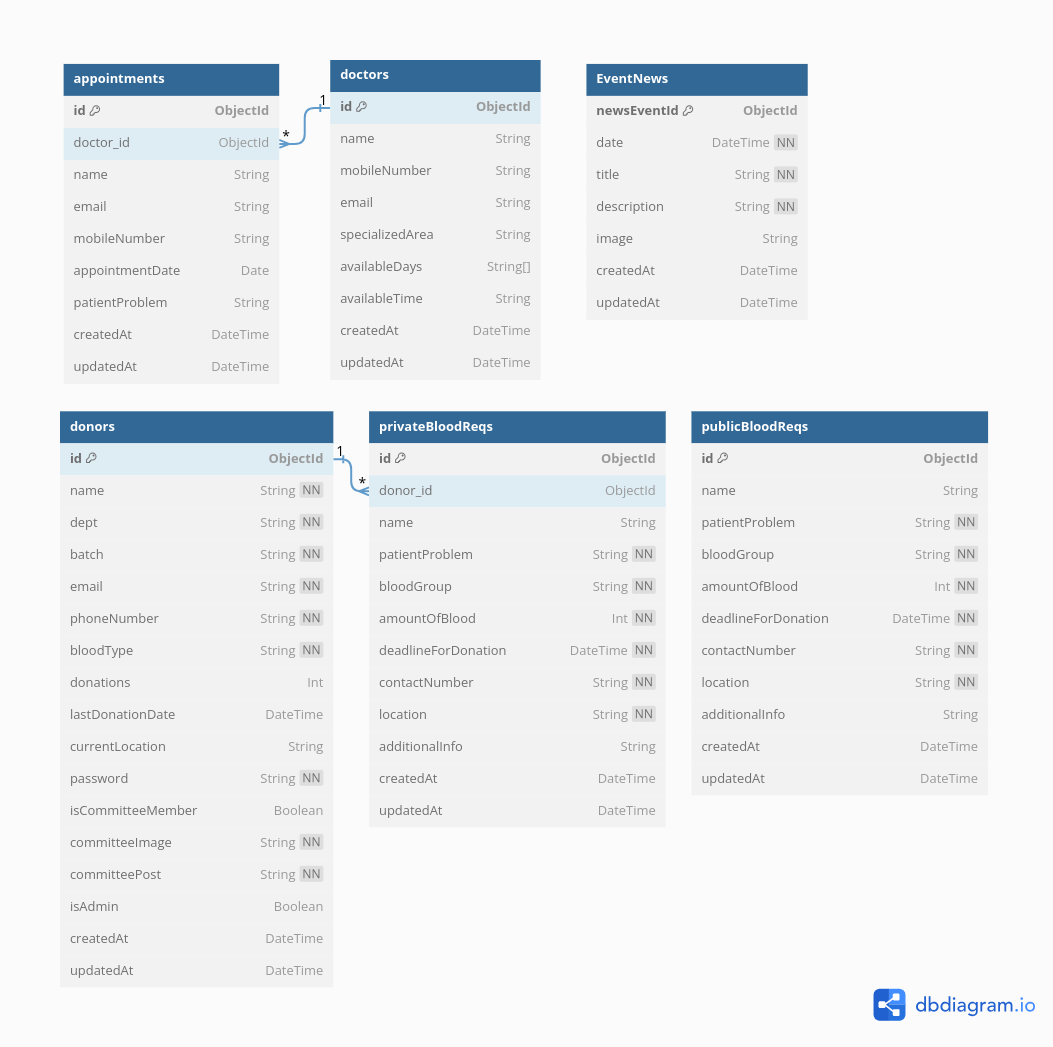 appointments
id ObjectId
doctor_id ObjectId
name String
email String
mobileNumber String
appointmentDate Date
patientProblem String
createdAt DateTime
updatedAt DateTime
*
1
doctors
id ObjectId
name String
mobileNumber String
email String
specializedArea String
availableDays String[]
availableTime String
createdAt DateTime
updatedAt DateTime
EventNews
newsEventId ObjectId
date DateTime NN
title String NN
description String NN
image String
createdAt DateTime
updatedAt DateTime
donors
id ObjectId
name String NN
dept String NN
batch String NN
email String NN
phoneNumber String NN
bloodType String NN
donations Int
lastDonationDate DateTime
currentLocation String
password String NN
isCommitteeMember Boolean
committeeImage String NN
committeePost String NN
isAdmin Boolean
createdAt DateTime
updatedAt DateTime
1
*
privateBloodReqs
id ObjectId
donor_id ObjectId
name String
patientProblem String NN
bloodGroup String NN
amountOfBlood Int NN
deadlineForDonation DateTime NN
contactNumber String NN
location String NN
additionalInfo String
createdAt DateTime
updatedAt DateTime
publicBloodReqs
id ObjectId
name String
patientProblem String NN
bloodGroup String NN
amountOfBlood Int NN
deadlineForDonation DateTime NN
contactNumber String NN
location String NN
additionalInfo String
createdAt DateTime
updatedAt DateTime
dbdiagram.io